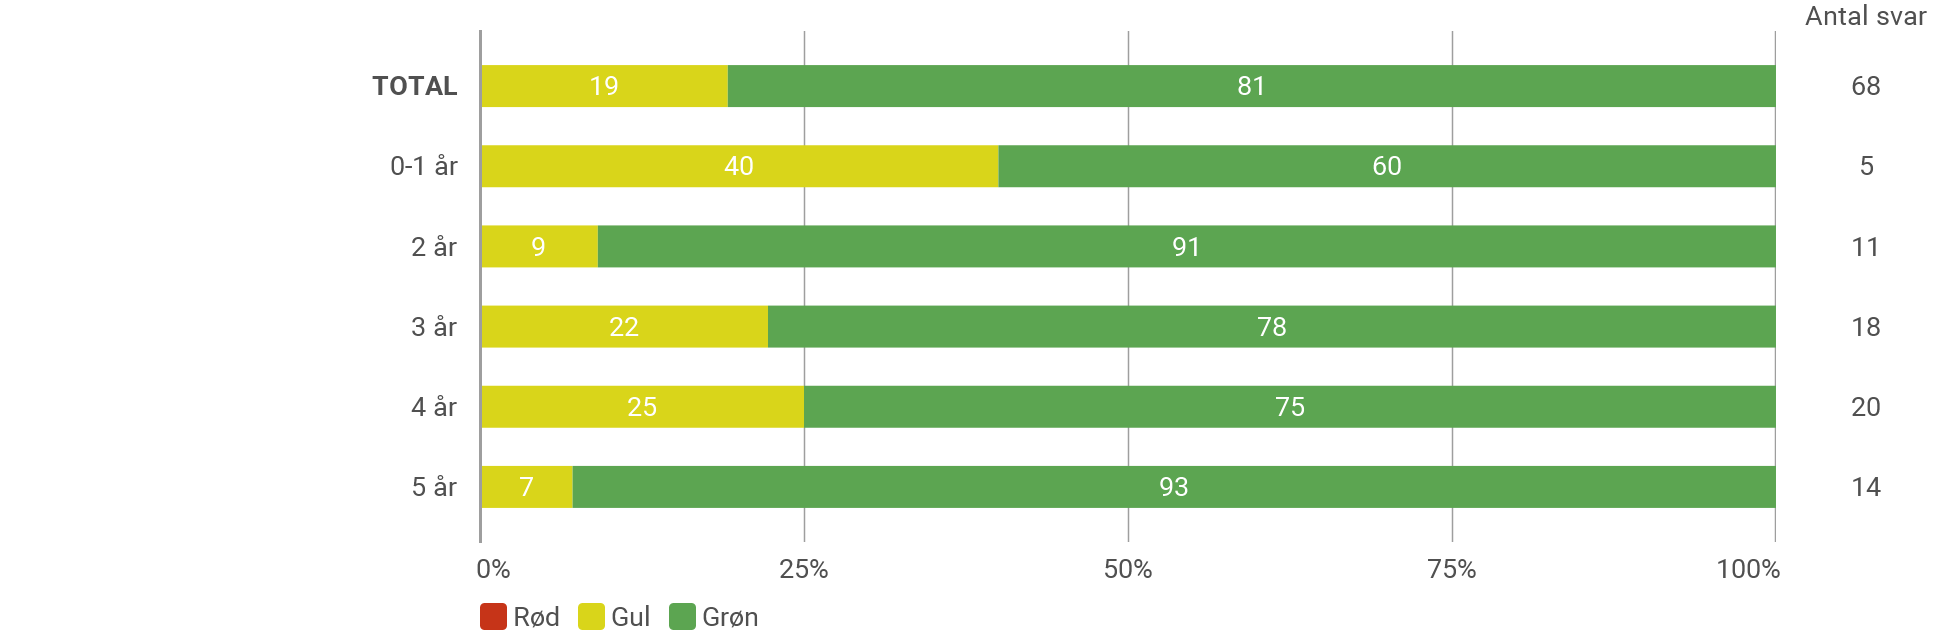 Antal svar
TOTAL 19 81 68
0-1 år 40 60 5
2 år 9 91 11
3 år 22 78 18
4 år 25 75 20
5 år 7 93 14
0% 25% 50% 75% 100%
Rød Gul Grøn